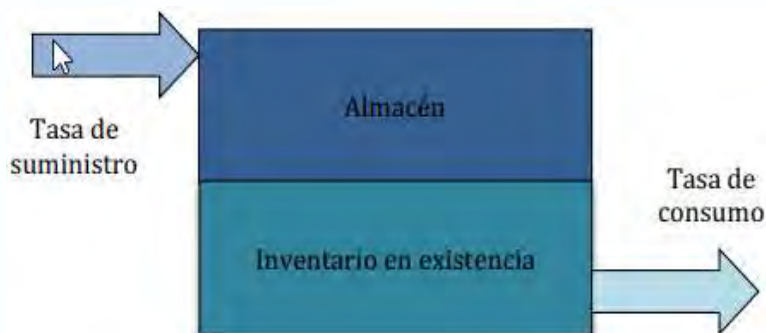 Almacén
Tasa de
suministro
Tasa de
consumo
Inventario en existencia